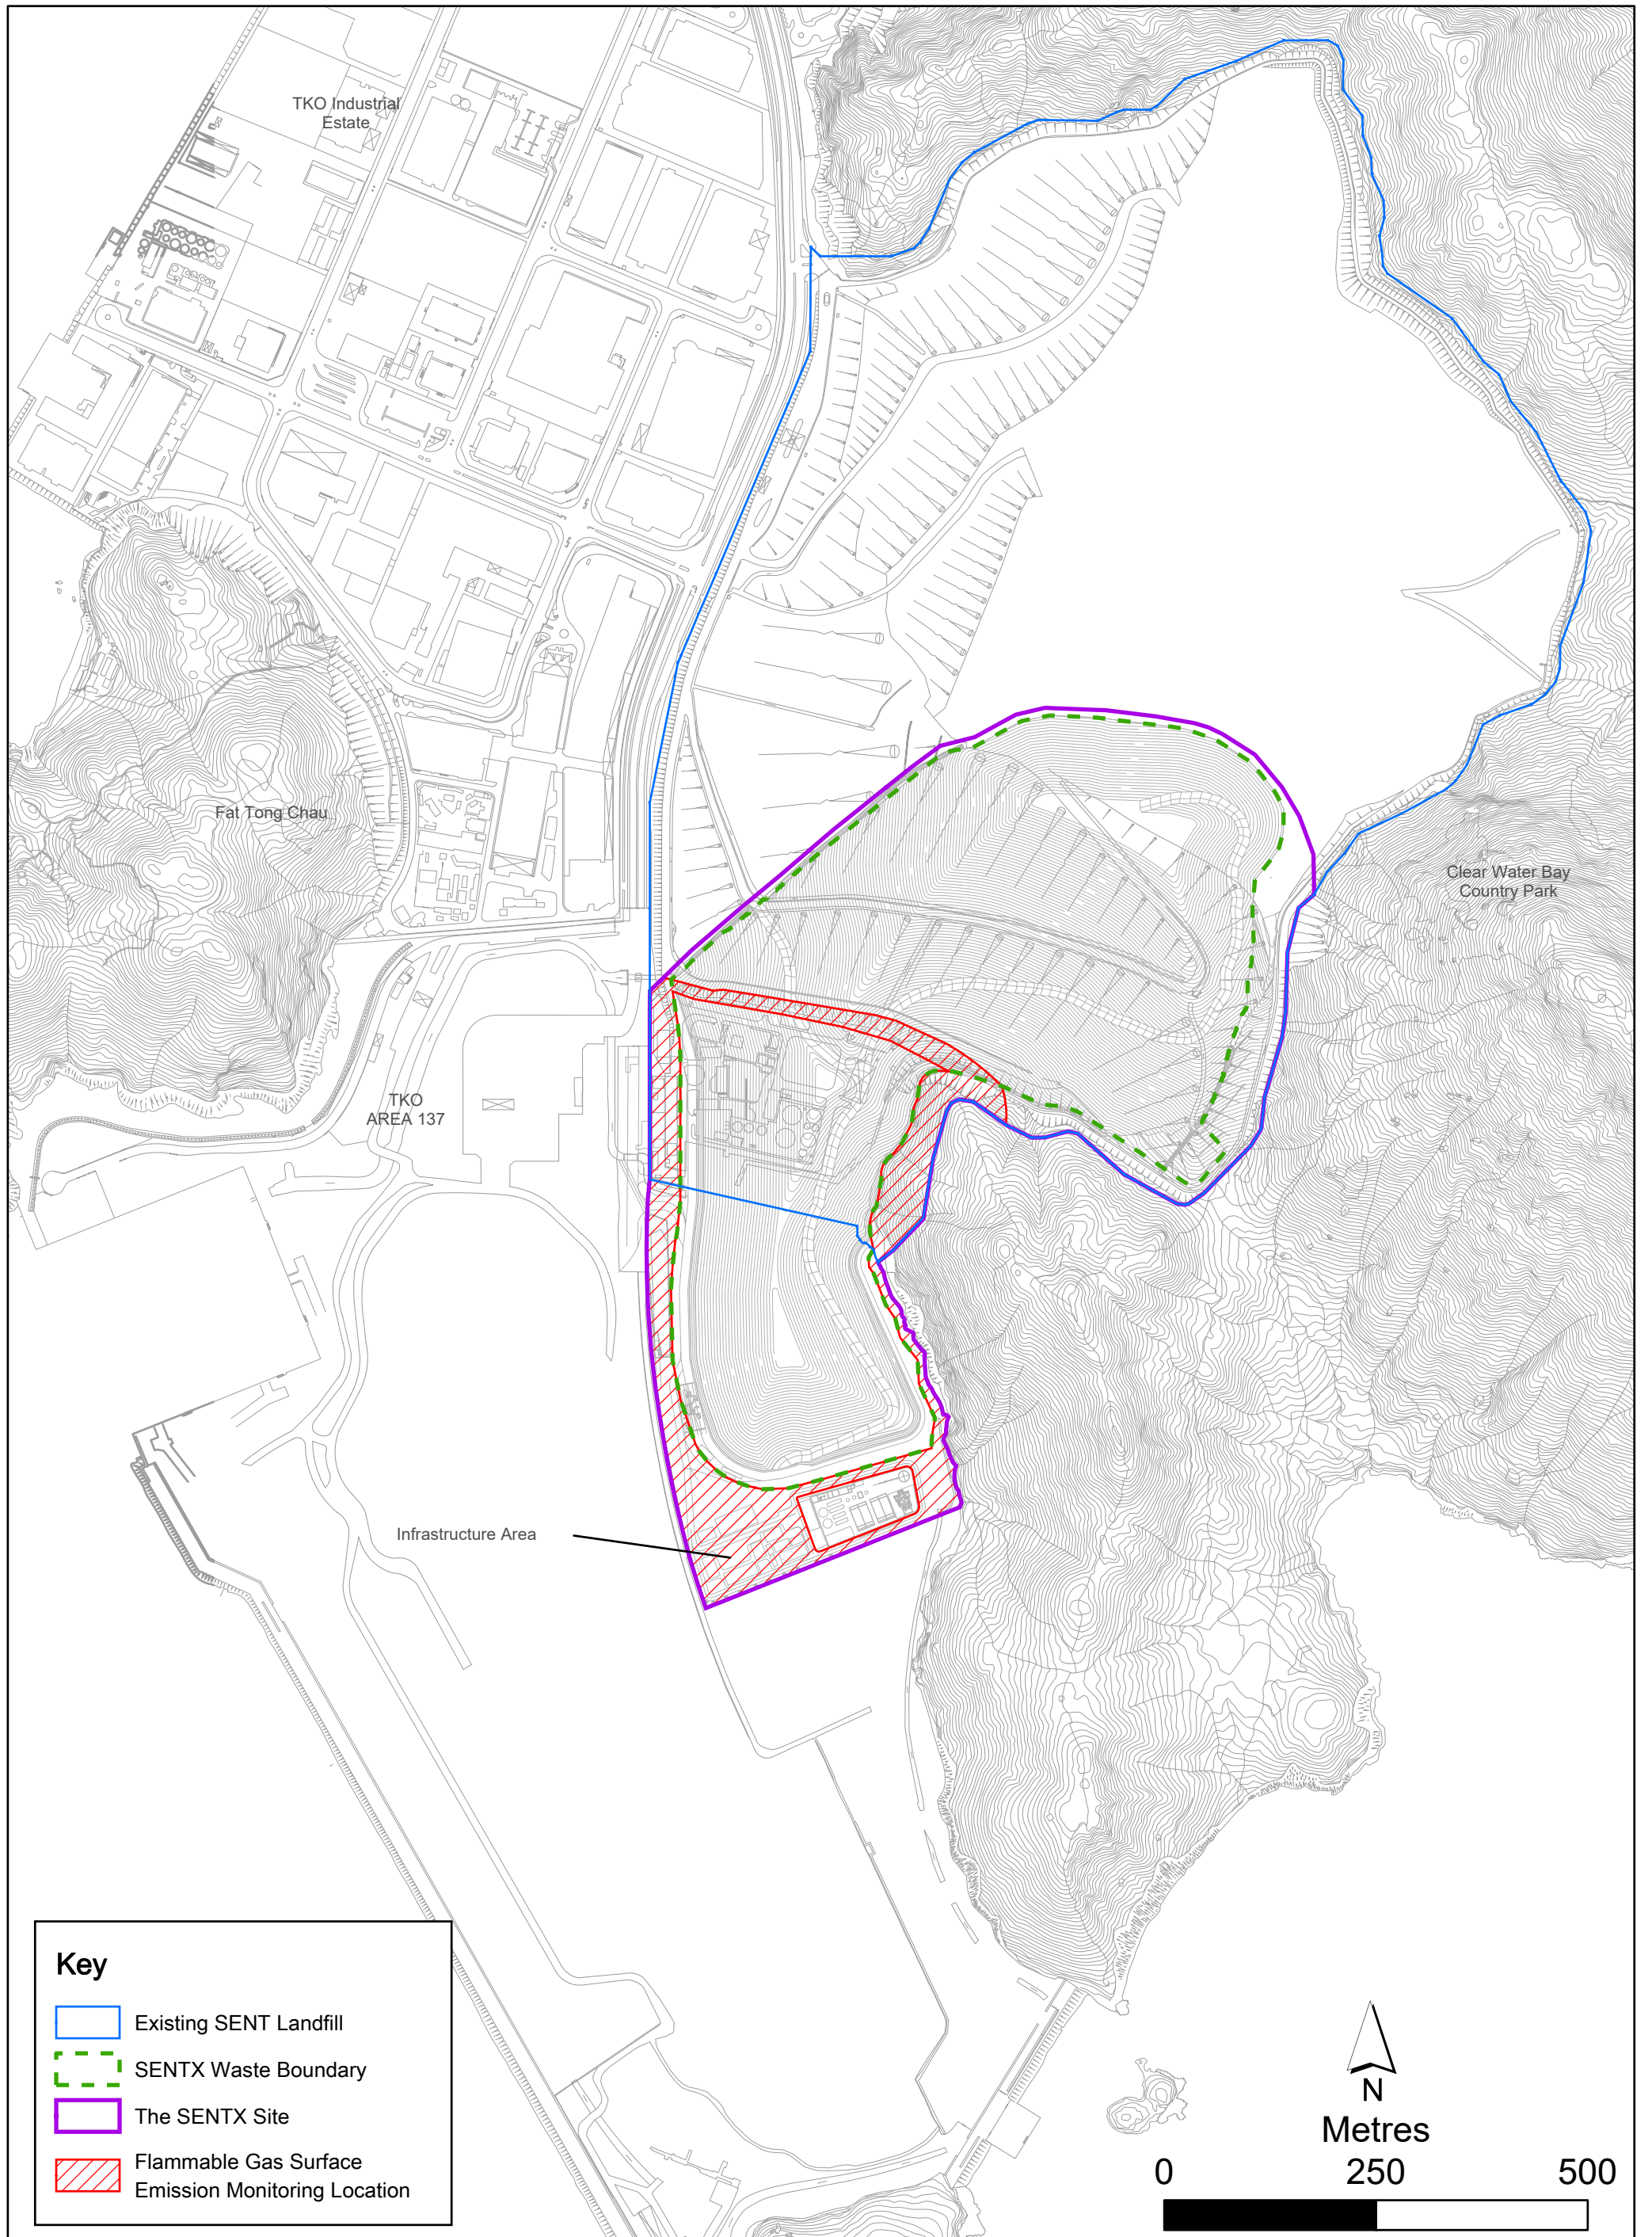 TKO Industrial
Estate
Fat Tong Chau
Clear Water Bay
Country Park
TKO
AREA 137
Infrastructure Area
Key
Existing SENT Landfill
SENTX Waste Boundary
The SENTX Site
Flammable Gas Surface
Emission Monitoring Location
N
Metres
0 250 500